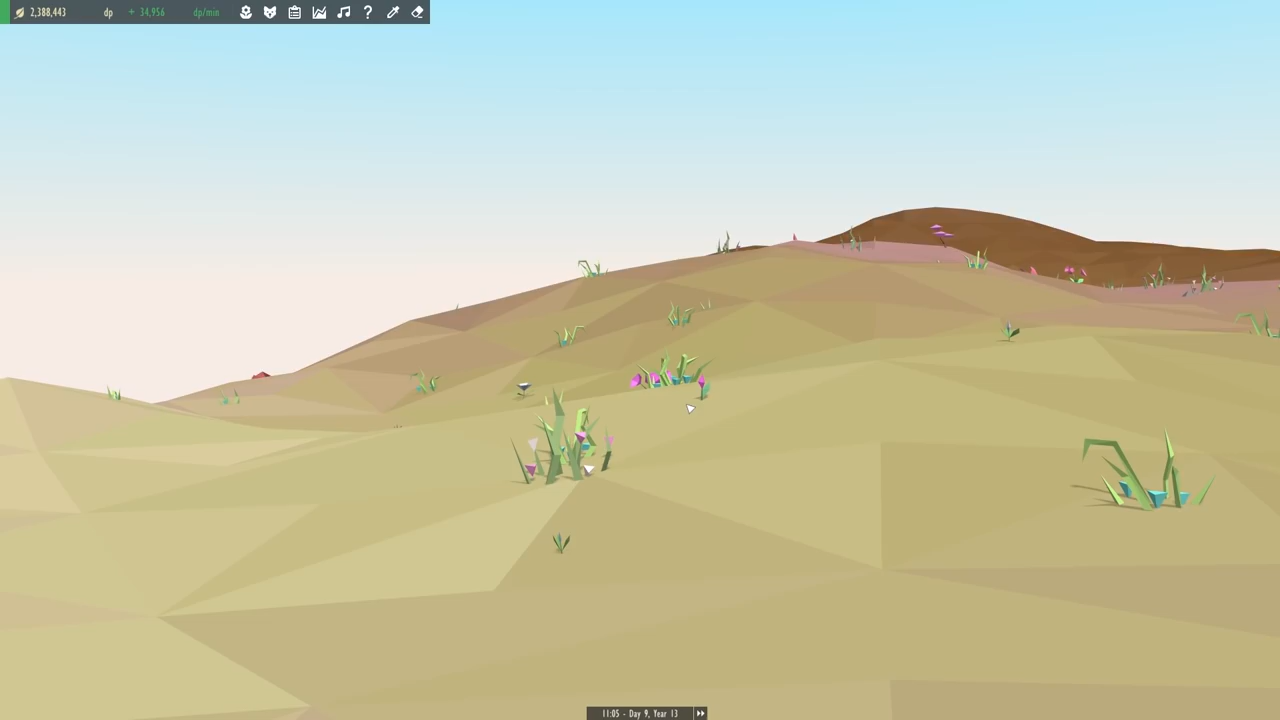 2,388,443 dp + 34,956 dp/min ?
11:05 - Day 9, Year 13